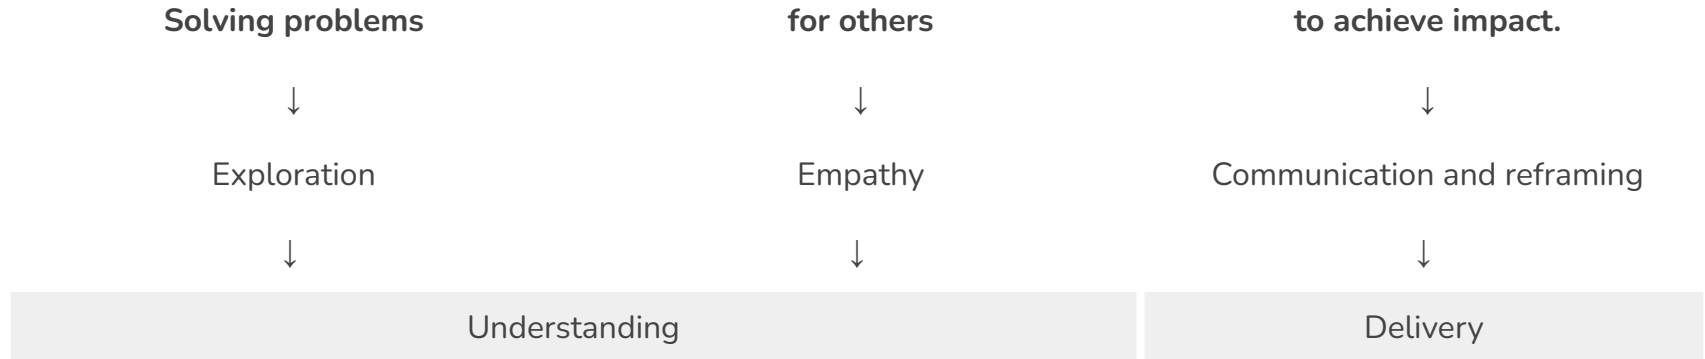 Solving problems for others to achieve impact.
↓ ↓ ↓
Exploration Empathy Communication and reframing
↓ ↓ ↓
Understanding Delivery